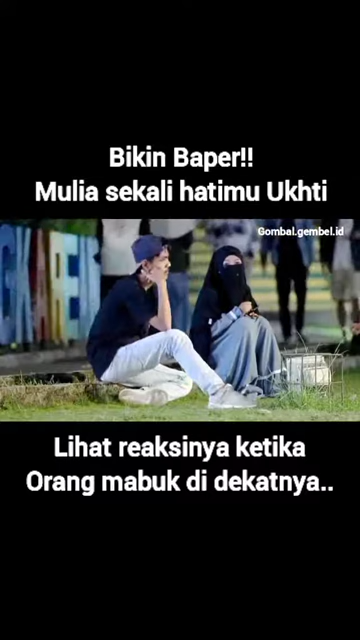 Bikin Baper!!
Mulia sekali hatimu Ukhti
Gombal.gembel.id
Lihat reaksinya ketika
Orang mabuk di dekatnya..